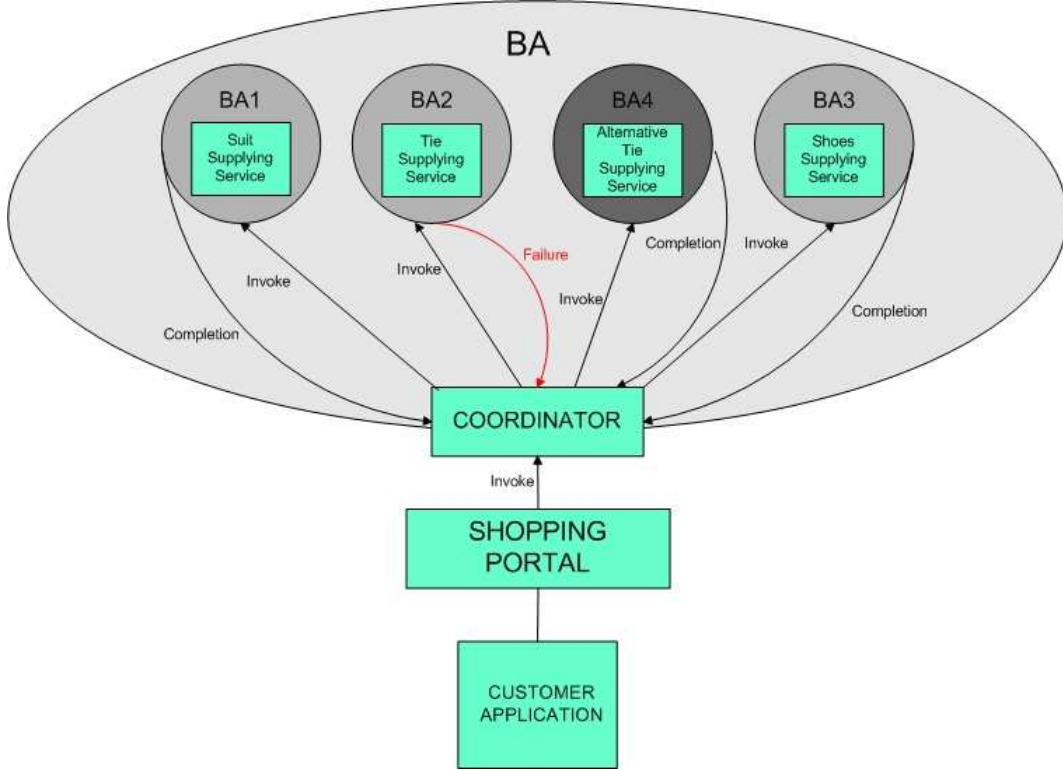 BA
BA1
Suit
Supplying
Service
BA2
Tie
Supplying
Service
BA4
Alternative
Tie
Supplying
Service
BA3
Shoes
Supplying
Service
Invoke
Completion
Invoke
Failure
Invoke
Completion
Invoke
Completion
COORDINATOR
Invoke
SHOPPING
PORTAL
CUSTOMER
APPLICATION